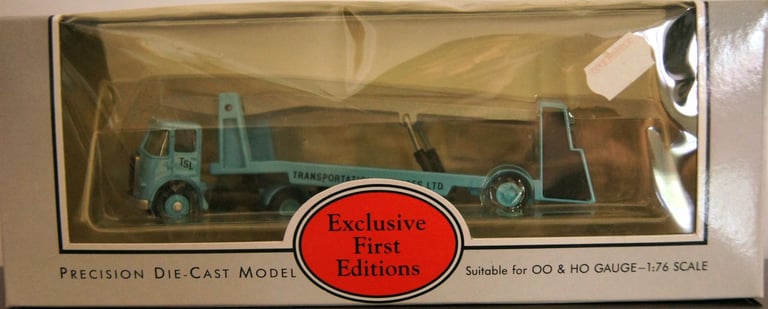 TSL
TRANSPORTATION LTD.
Exclusive
First
Editions
PRECISION DIE-CAST MODEL
Suitable for OO & HO GAUGE–1:76 SCALE